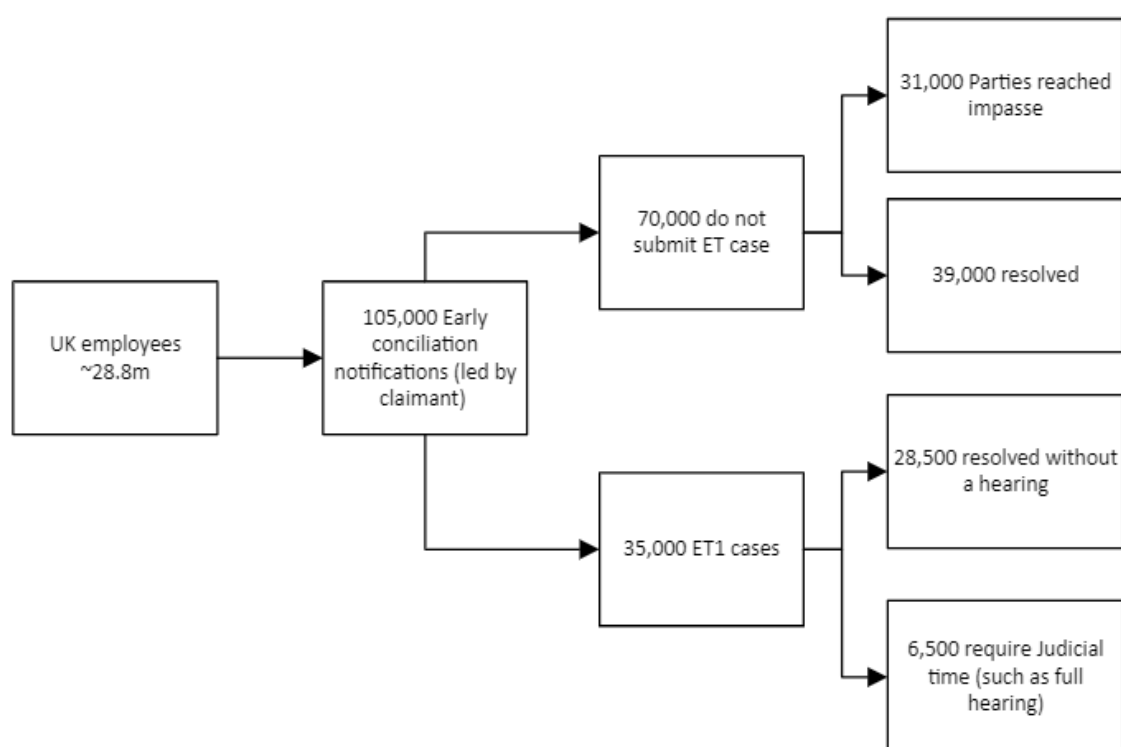 UK employees
~28.8m
105,000 Early
conciliation
notifications (led by
claimant)
70,000 do not
submit ET case
31,000 Parties reached
impasse
39,000 resolved
35,000 ET1 cases
28,500 resolved without
a hearing
6,500 require Judicial
time (such as full
hearing)